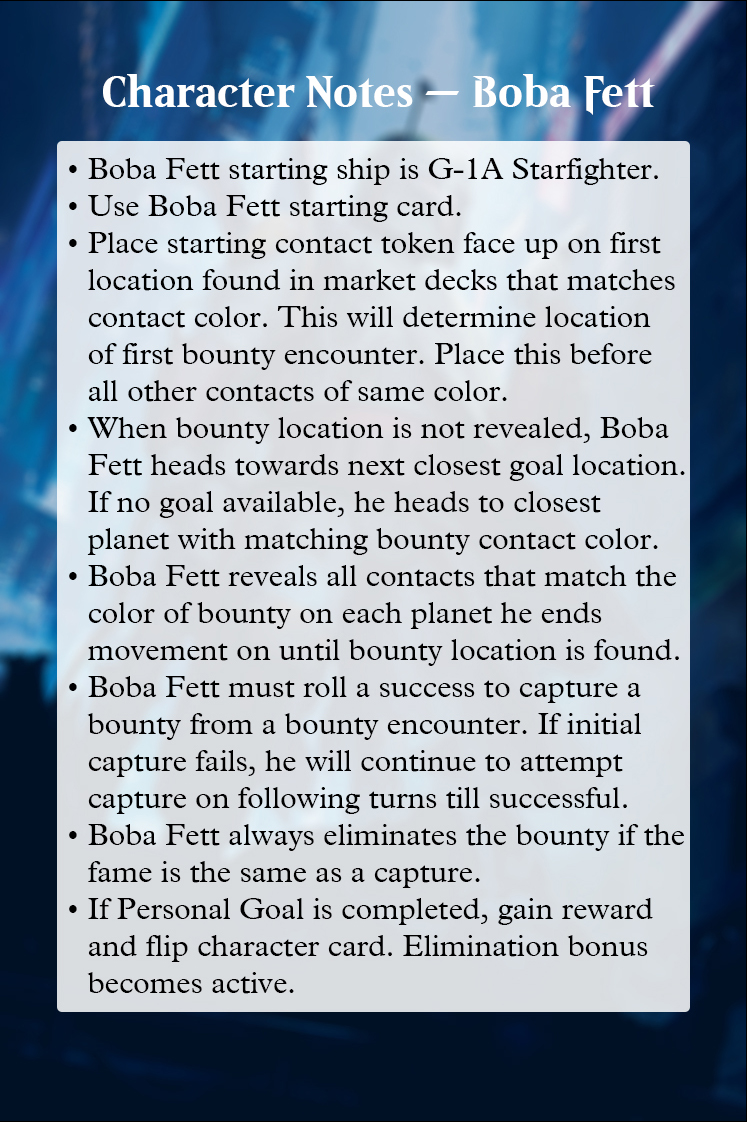 Character Notes — Boba Fett
• Boba Fett starting ship is G-1A Starfighter.
• Use Boba Fett starting card.
• Place starting contact token face up on first
location found in market decks that matches
contact color. This will determine location
of first bounty encounter. Place this before
all other contacts of same color.
• When bounty location is not revealed, Boba
Fett heads towards next closest goal location.
If no goal available, he heads to closest
planet with matching bounty contact color.
• Boba Fett reveals all contacts that match the
color of bounty on each planet he ends
movement on until bounty location is found.
• Boba Fett must roll a success to capture a
bounty from a bounty encounter. If initial
capture fails, he will continue to attempt
capture on following turns till successful.
• Boba Fett always eliminates the bounty if the
fame is the same as a capture.
• If Personal Goal is completed, gain reward
and flip character card. Elimination bonus
becomes active.